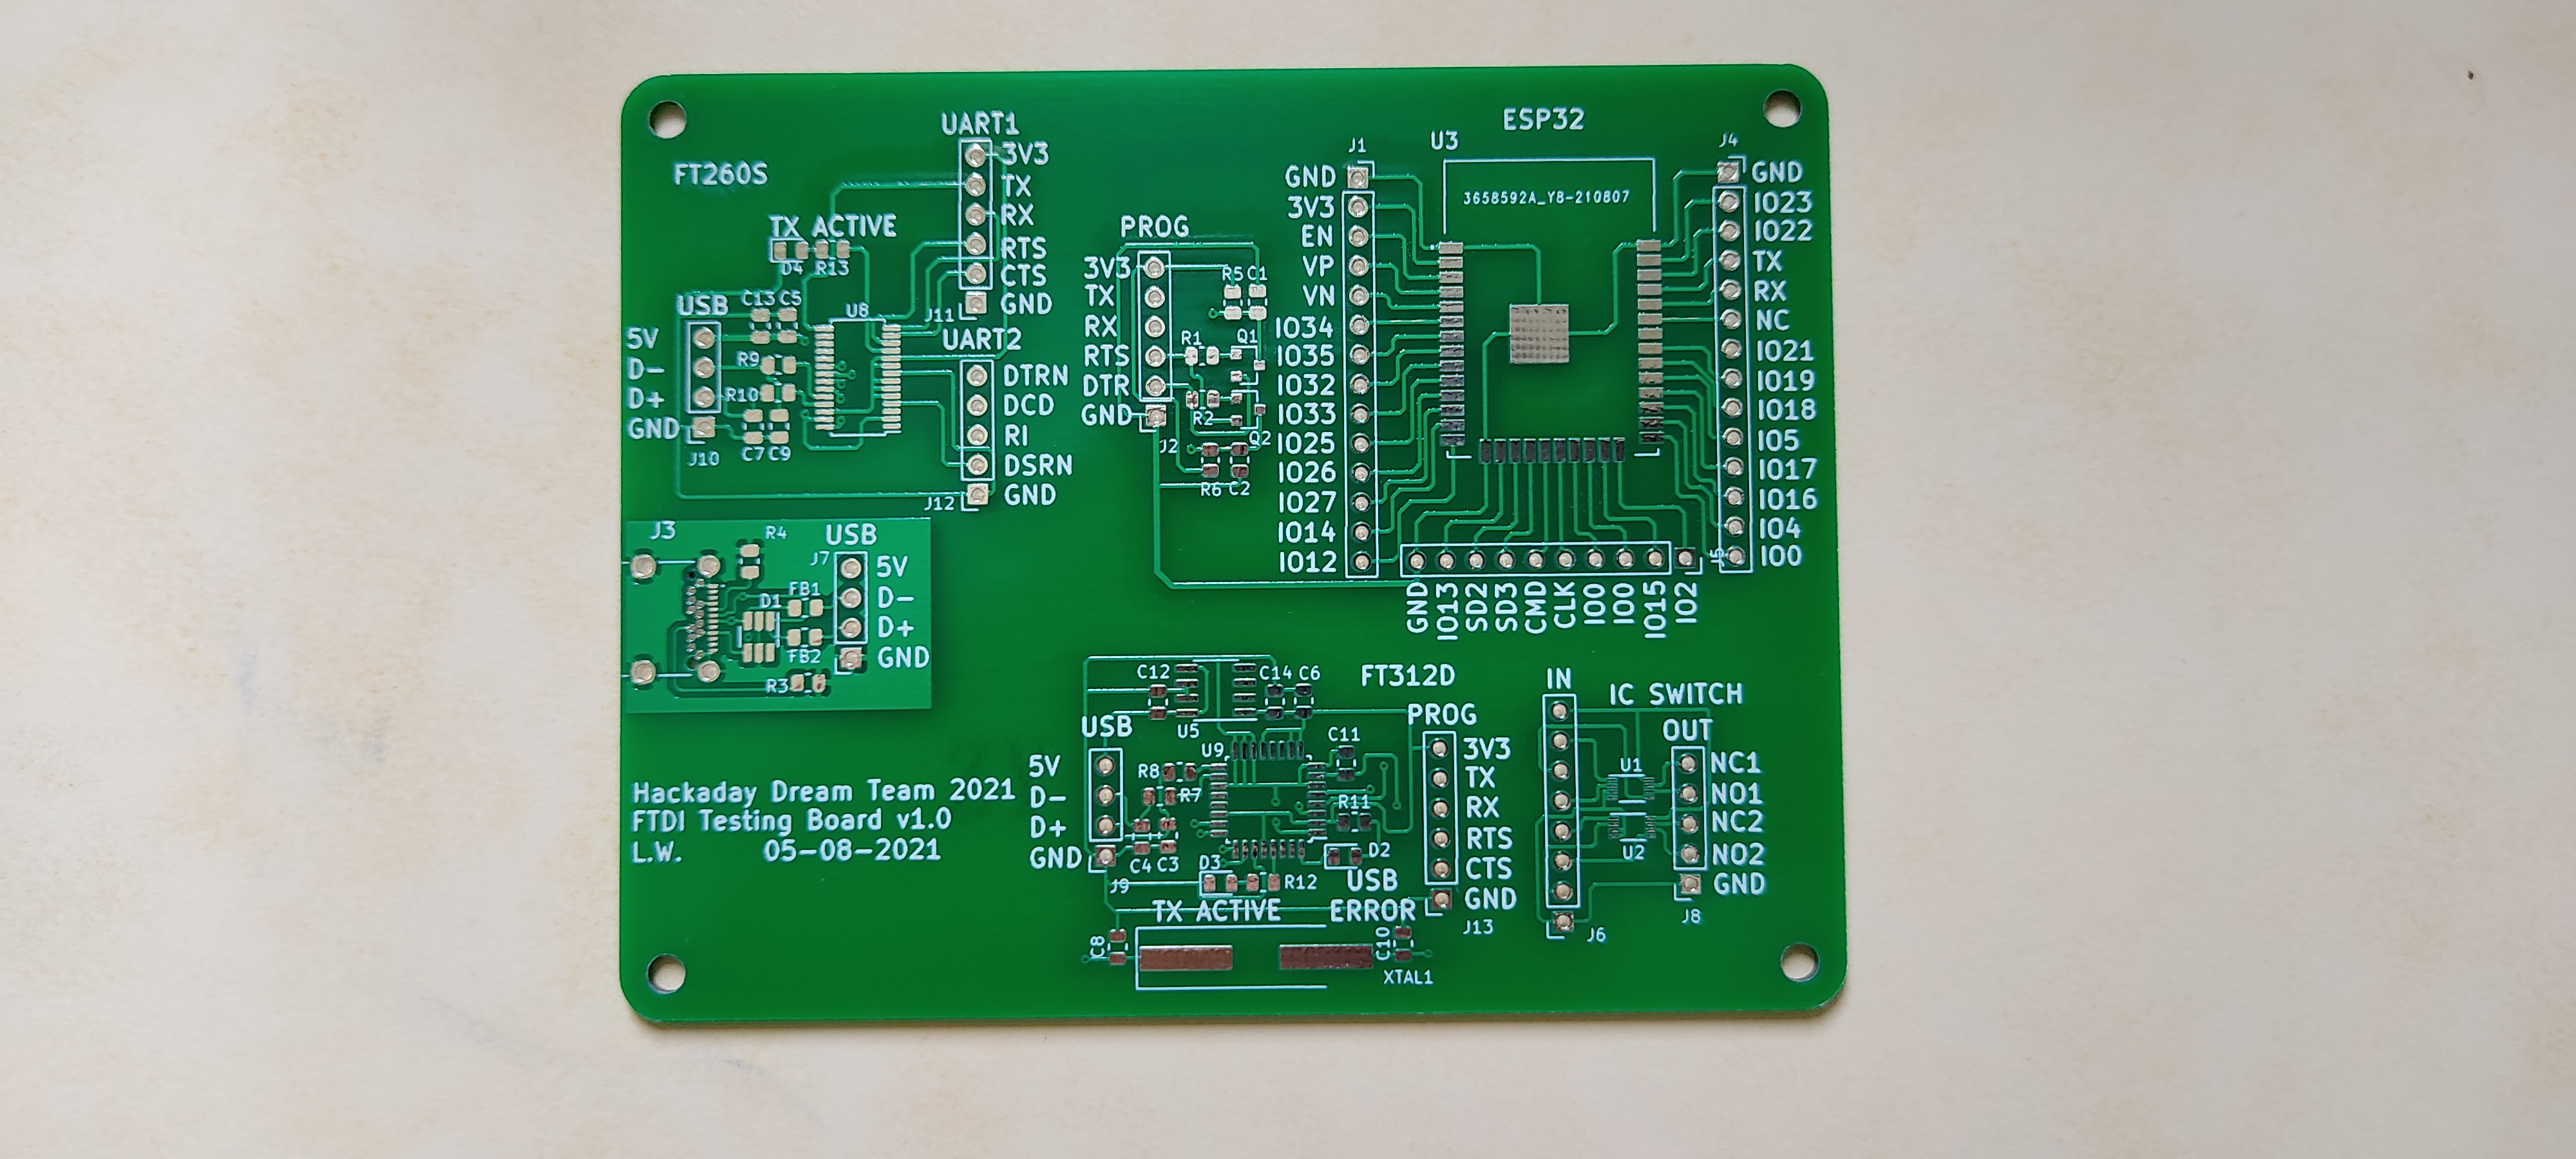 FT260S
UART1
3V3
TX
RX
RTS
CTS
GND
J11
TX ACTIVE
D4 R13
USB
C13 C5
U8
5V
D-
D+
GND
R9
R10
J10
C7 C9
UART2
DTRN
DCD
RI
DSRN
GND
J12
PROG
3V3
TX
RX
RTS
DTR
GND
J2
R5 C1
R1
Q1
R2
Q2
R6 C2
ESP32
U3
3658592A_Y8-210807
J1
GND
3V3
EN
VP
VN
IO34
IO35
IO32
IO33
IO25
IO26
IO27
IO14
IO12
J4
GND
IO23
IO22
TX
RX
NC
IO21
IO19
IO18
IO5
IO17
IO16
IO4
IO0
J5
GND
IO13
SD2
SD3
CMD
CLK
IO0
IO0
IO15
IO2
J3
R4
USB
J7
5V
D-
D+
GND
FB1
D1
FB2
R3
Hackaday Dream Team 2021
FTDI Testing Board v1.0
L.W. 05-08-2021
FT312D
C12
C14 C6
U5
USB
5V
D-
D+
GND
J9
U9
R8
R7
C4 C3
C11
R11
D3
R12
D2
TX ACTIVE
USB
ERROR
PROG
3V3
TX
RX
RTS
CTS
GND
J13
C8
C10
XTAL1
IN
IC SWITCH
OUT
U1
U2
NC1
NO1
NC2
NO2
GND
J6
J8